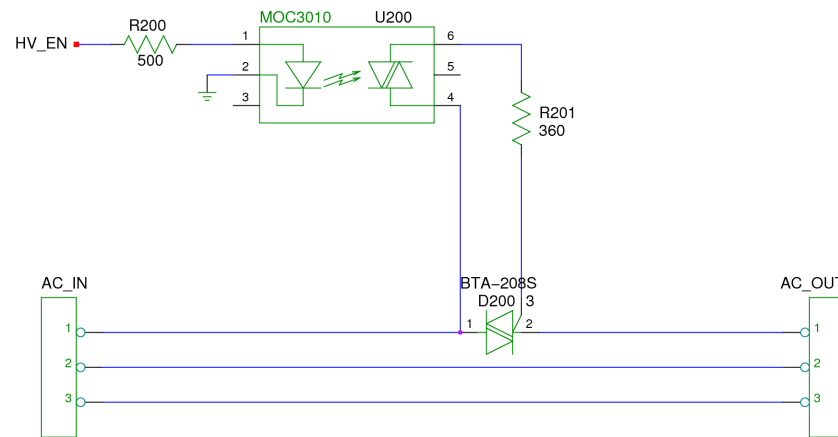 MOC3010 U200
R200
HV_EN
500
1
2
3
6
5
4
R201
360
AC_IN
BTA-208S
AC_OUT
D200 3
1 1 2 1
2 2
3 3